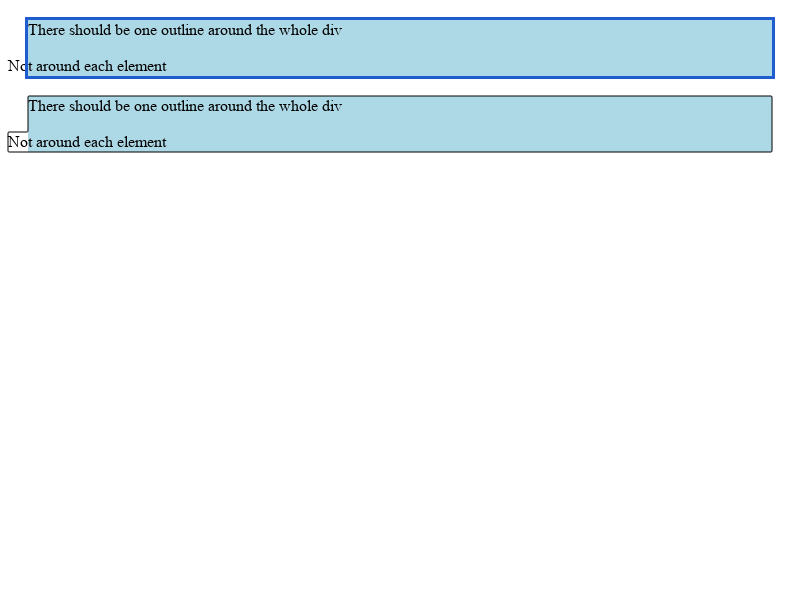 There should be one outline around the whole div
Not around each element
There should be one outline around the whole div
Not around each element